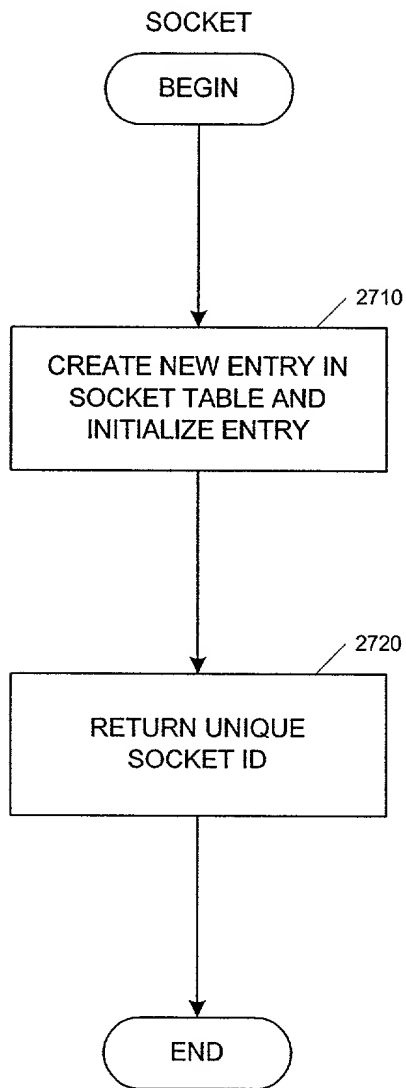 SOCKET
BEGIN
2710
CREATE NEW ENTRY IN
SOCKET TABLE AND
INITIALIZE ENTRY
2720
RETURN UNIQUE
SOCKET ID
END